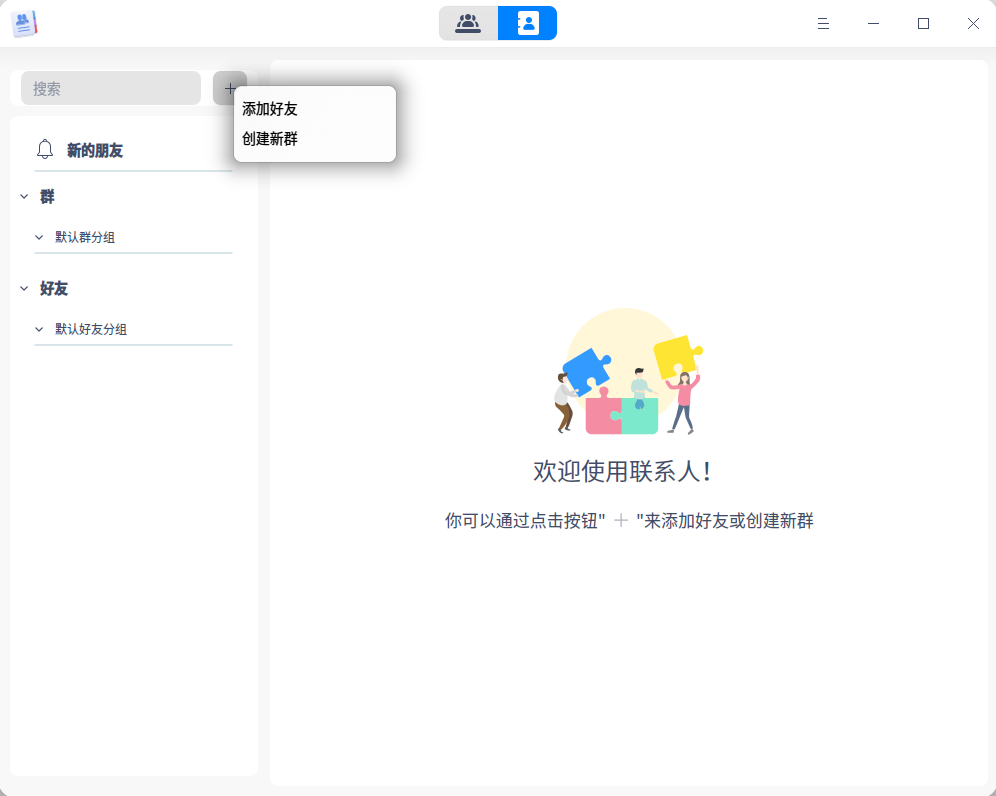 搜索
添加好友
创建新群
新的朋友
群
默认群分组
好友
默认好友分组
欢迎使用联系人！
你可以通过点击按钮" + "来添加好友或创建新群